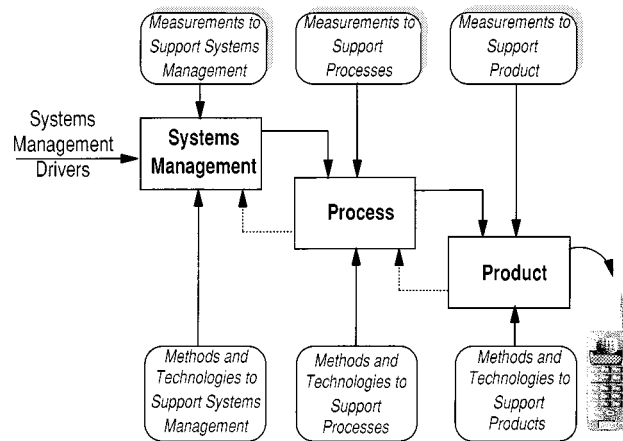 Measurements to
Support Systems
Management
Measurements to
Support
Processes
Measurements to
Support
Product
Systems
Management
Drivers
Systems
Management
Process
Product
Methods and
Technologies to
Support Systems
Management
Methods and
Technologies to
Support
Processes
Methods and
Technologies to
Support
Products